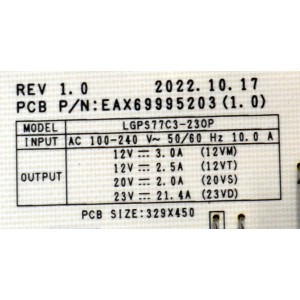 REV 1.0 2022.10.17
PCB P/N:EAX69995203(1.0)
MODEL LGPS77C3-230P
INPUT AC 100-240 V~ 50/60 Hz 10.0 A
OUTPUT
12V ⎓ 3.0A (12VM)
12V ⎓ 2.5A (12VT)
20V ⎓ 2.0A (20VS)
23V ⎓ 21.4A (23VD)
PCB SIZE:329X450